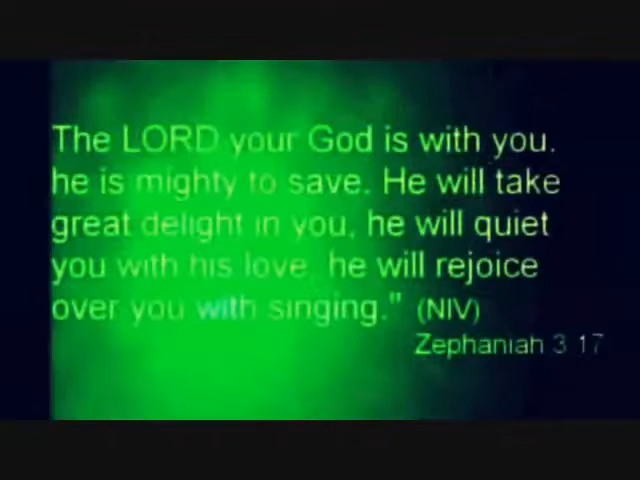 The LORD your God is with you.
he is mighty to save. He will take
great delight in you, he will quiet
you with his love, he will rejoice
over you with singing." (NIV)
Zephaniah 3 17